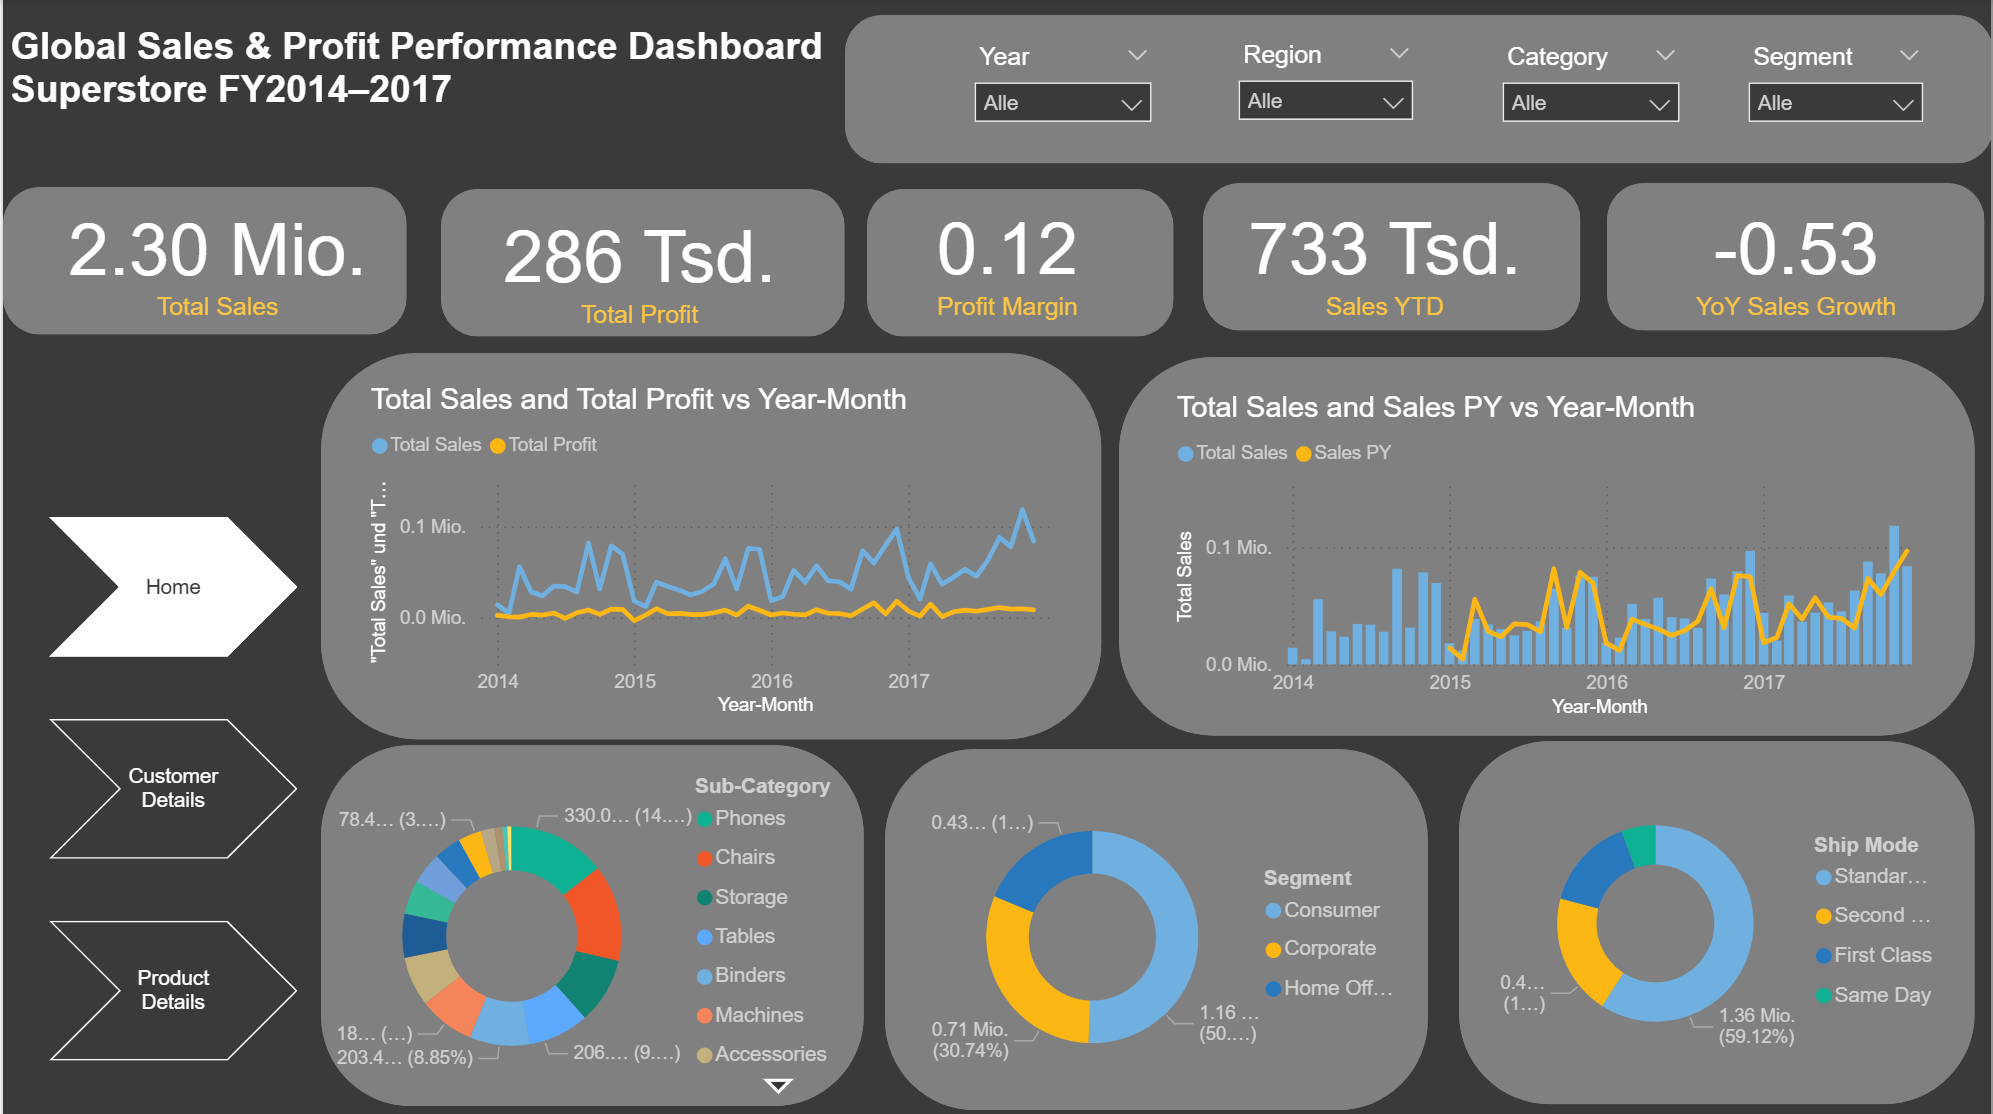 Global Sales & Profit Performance Dashboard
Superstore FY2014–2017
Year
Region
Category
Segment
Alle
Alle
Alle
Alle
2.30 Mio.
Total Sales
286 Tsd.
Total Profit
0.12
Profit Margin
733 Tsd.
Sales YTD
-0.53
YoY Sales Growth
Home
Customer
Details
Product
Details
Total Sales and Total Profit vs Year-Month
Total Sales
Total Profit
"Total Sales" und "T…
0.1 Mio.
0.0 Mio.
2014
2015
2016
2017
Year-Month
Total Sales and Sales PY vs Year-Month
Total Sales
Sales PY
Total Sales
0.1 Mio.
0.0 Mio.
2014
2015
2016
2017
Year-Month
78.4… (3.…)
330.0… (14.…)
18… (…)
203.4… (8.85%)
206.… (9.…)
Sub-Category
Phones
Chairs
Storage
Tables
Binders
Machines
Accessories
0.43… (1…)
0.71 Mio.
(30.74%)
1.16 …
(50.…)
Segment
Consumer
Corporate
Home Off…
0.4…
(1…)
1.36 Mio.
(59.12%)
Ship Mode
Standar…
Second …
First Class
Same Day